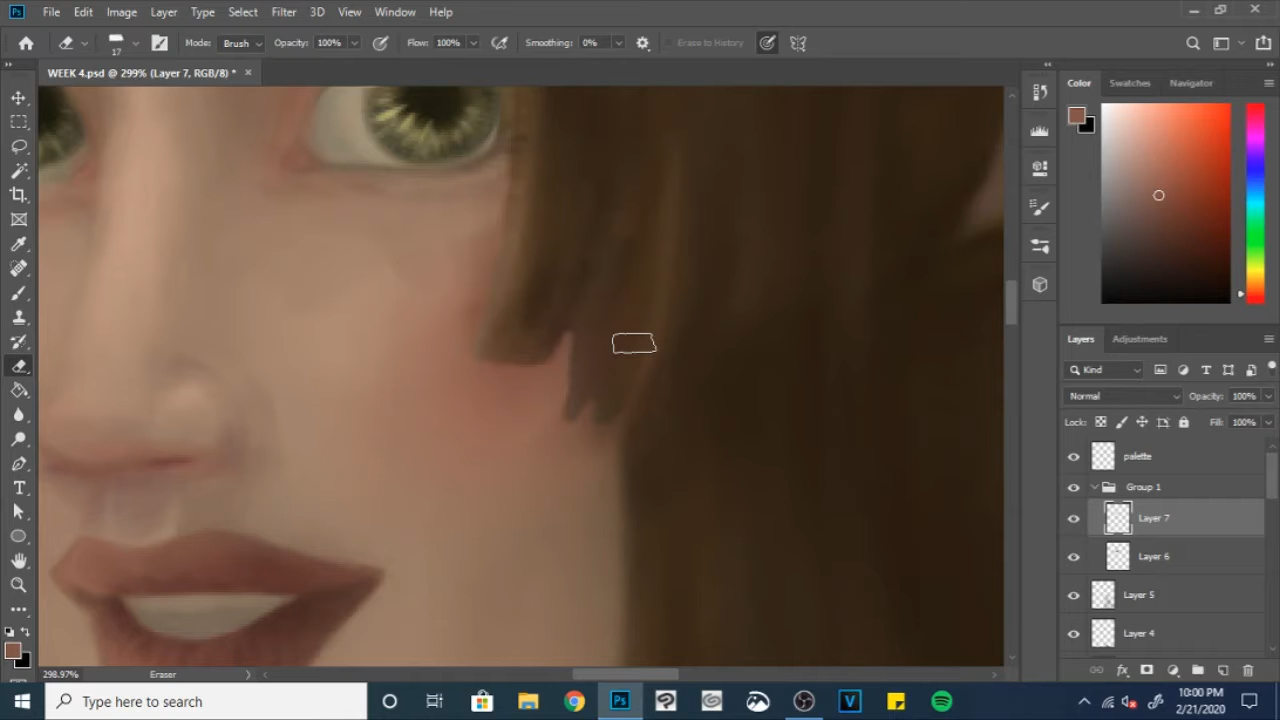 Ps File Edit Image Layer Type Select Filter 3D View Window Help
17 Mode: Brush Opacity: 100% Flow: 100% Smoothing: 0% Erase to History
WEEK 4.psd @ 299% (Layer 7, RGB/8) *
Color Swatches Navigator
Layers Adjustments
Kind
Normal Opacity: 100%
Lock: Fill: 100%
palette
Group 1
Layer 7
Layer 6
Layer 5
Layer 4
298.97% Eraser
Type here to search
Ps
V
10:00 PM
2/21/2020